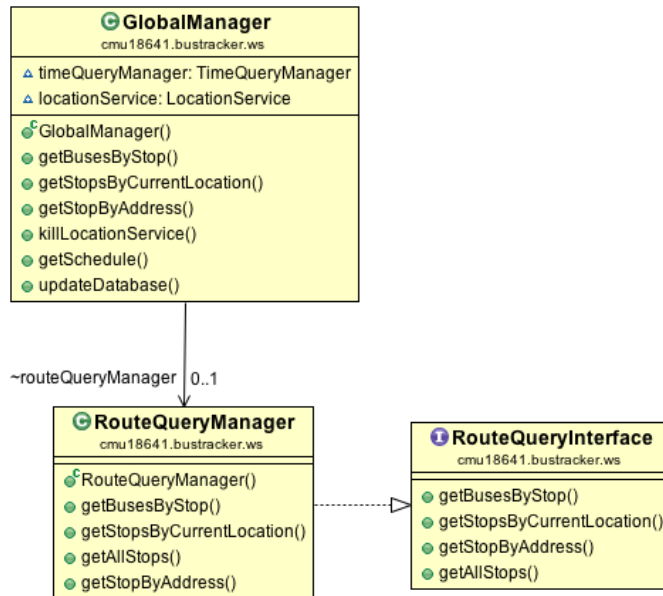 GlobalManager
cmu18641.bustracker.ws
timeQueryManager: TimeQueryManager
locationService: LocationService
GlobalManager()
getBusesByStop()
getStopsByCurrentLocation()
getStopByAddress()
killLocationService()
getSchedule()
updateDatabase()
~routeQueryManager 0..1
RouteQueryManager
cmu18641.bustracker.ws
RouteQueryManager()
getBusesByStop()
getStopsByCurrentLocation()
getAllStops()
getStopByAddress()
RouteQueryInterface
cmu18641.bustracker.ws
getBusesByStop()
getStopsByCurrentLocation()
getStopByAddress()
getAllStops()